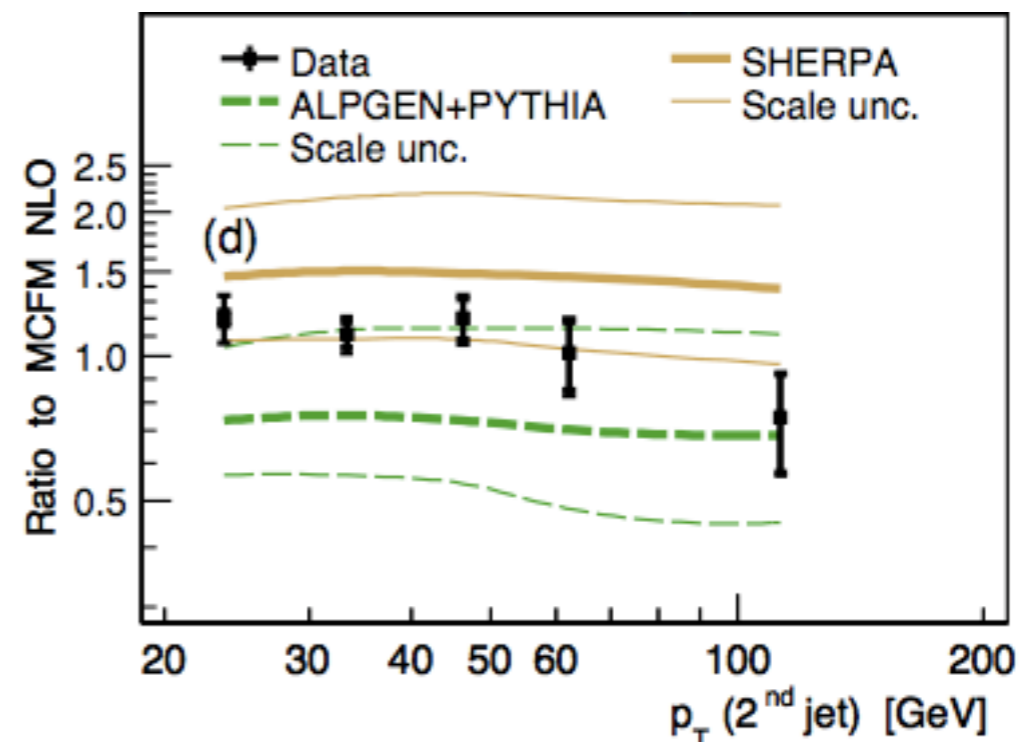 Data
SHERPA
ALPGEN+PYTHIA
Scale unc.
Scale unc.
Ratio to MCFM NLO
2.5
2.0
(d)
1.5
1.0
0.5
20 30 40 50 60 100 200
p_T (2^nd jet) [GeV]